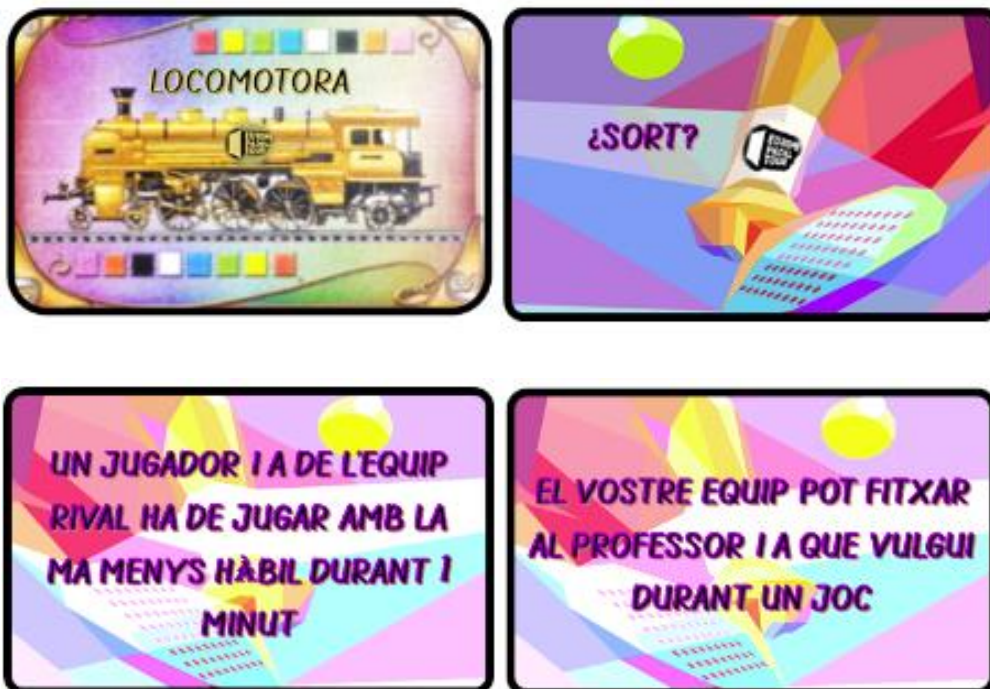 LOCOMOTORA
¿SORT?
UN JUGADOR I A DE L'EQUIP
RIVAL HA DE JUGAR AMB LA
MA MENYS HÀBIL DURANT 1
MINUT
EL VOSTRE EQUIP POT FITXAR
AL PROFESSOR I A QUE VULGUI
DURANT UN JOC